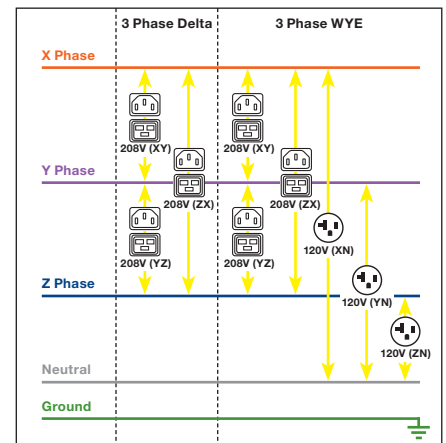 3 Phase Delta
3 Phase WYE
X Phase
208V (XY)
208V (XY)
Y Phase
208V (ZX)
208V (ZX)
120V (XN)
208V (YZ)
208V (YZ)
Z Phase
120V (YN)
120V (ZN)
Neutral
Ground